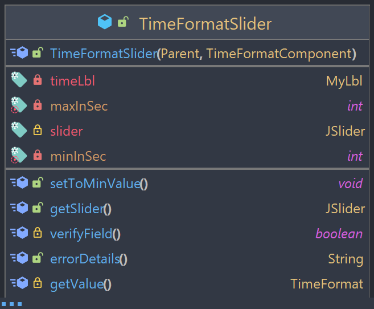 TimeFormatSlider
TimeFormatSlider(Parent, TimeFormatComponent)
timeLbl MyLbl
maxInSec int
slider JSlider
minInSec int
setToMinValue() void
getSlider() JSlider
verifyField() boolean
errorDetails() String
getValue() TimeFormat